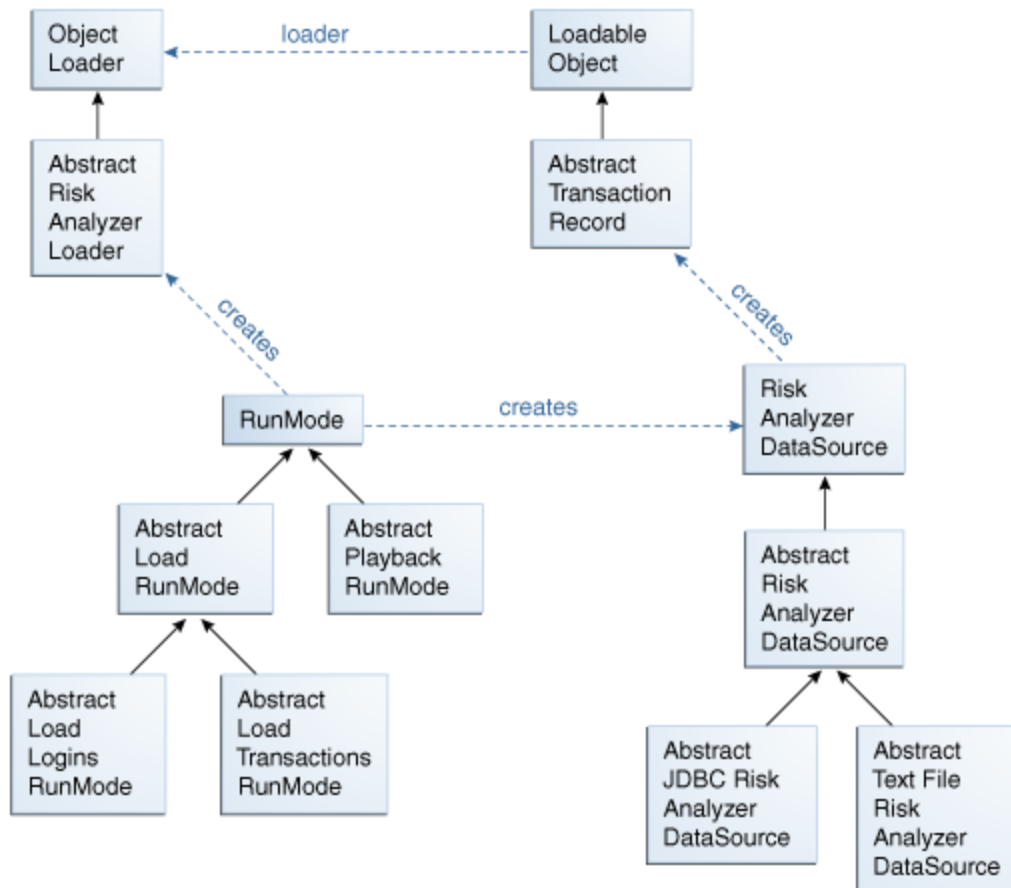 Object
Loader
loader
Loadable
Object
Abstract
Risk
Analyzer
Loader
Abstract
Transaction
Record
creates
creates
RunMode
creates
Risk
Analyzer
DataSource
Abstract
Load
RunMode
Abstract
Playback
RunMode
Abstract
Risk
Analyzer
DataSource
Abstract
Load
Logins
RunMode
Abstract
Load
Transactions
RunMode
Abstract
JDBC Risk
Analyzer
DataSource
Abstract
Text File
Risk
Analyzer
DataSource